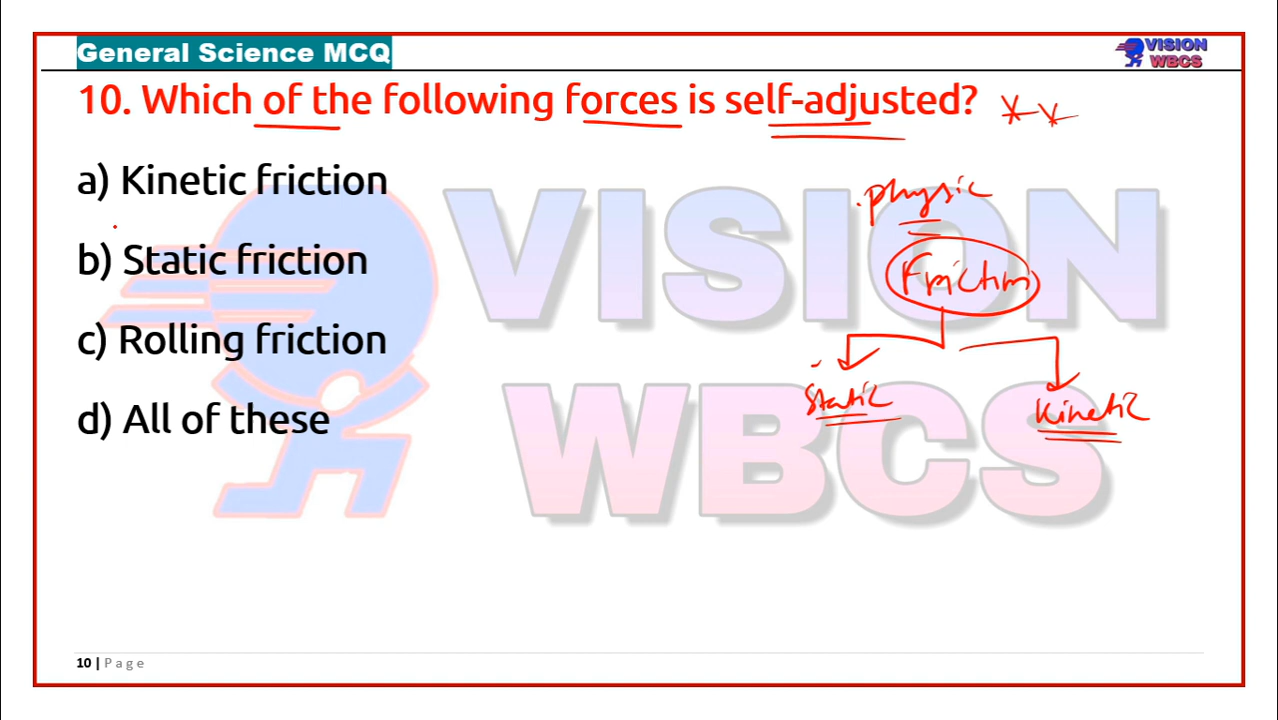 General Science MCQ
VISION
WBCS
10. Which of the following forces is self-adjusted?
a) Kinetic friction
physic
b) Static friction
Friction
c) Rolling friction
Static
Kinetic
d) All of these
VISION
WBCS
10 | Page